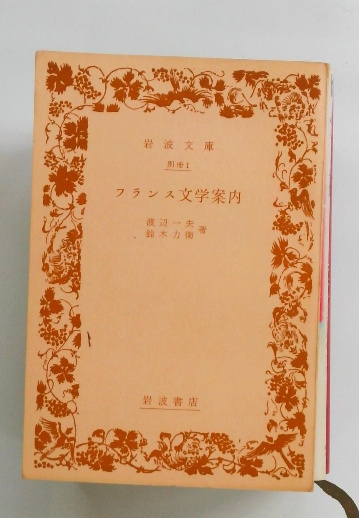 岩波文庫
別冊1
フランス文学案内
渡辺一夫
鈴木力衛 著
岩波書店